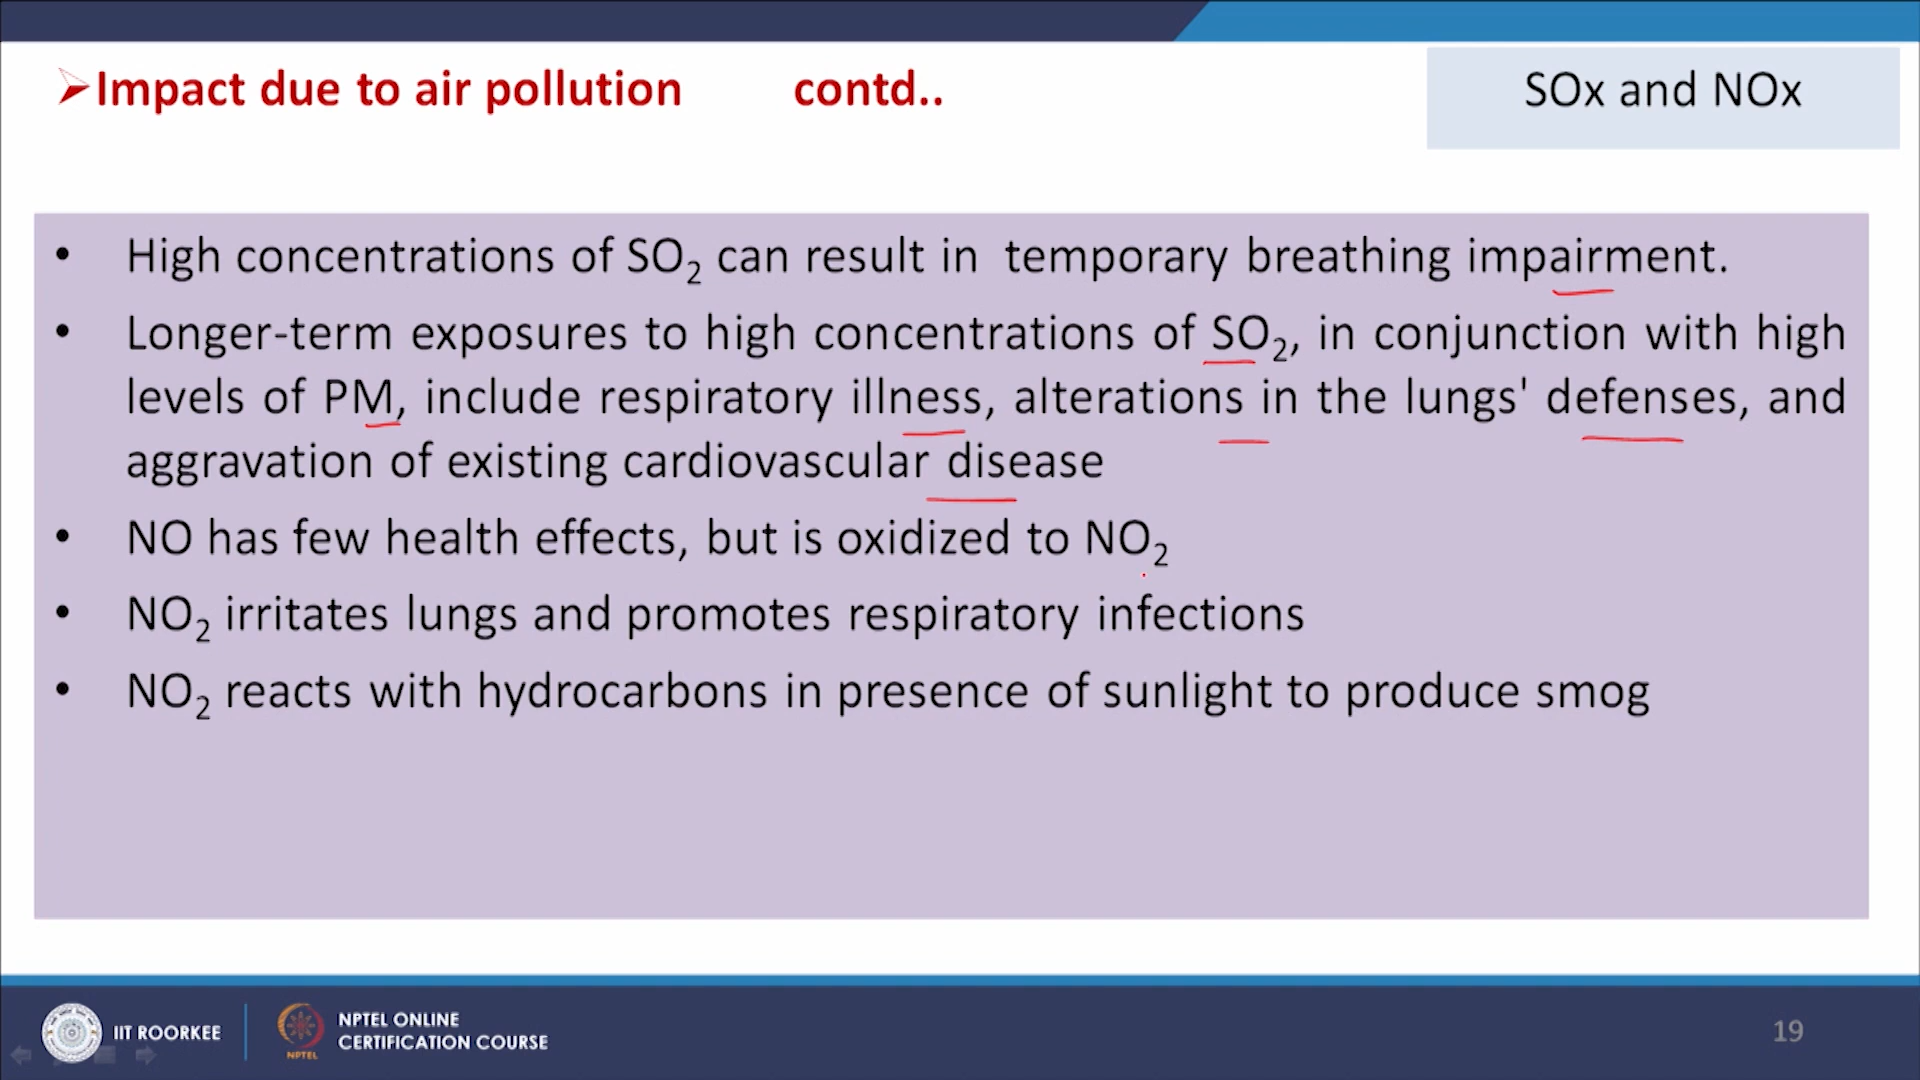 ➢Impact due to air pollution contd..
SOx and NOx
• High concentrations of SO₂ can result in temporary breathing impairment.
• Longer-term exposures to high concentrations of SO₂, in conjunction with high
levels of PM, include respiratory illness, alterations in the lungs' defenses, and
aggravation of existing cardiovascular disease
• NO has few health effects, but is oxidized to NO₂
• NO₂ irritates lungs and promotes respiratory infections
• NO₂ reacts with hydrocarbons in presence of sunlight to produce smog
IIT ROORKEE
NPTEL
NPTEL ONLINE
CERTIFICATION COURSE
19